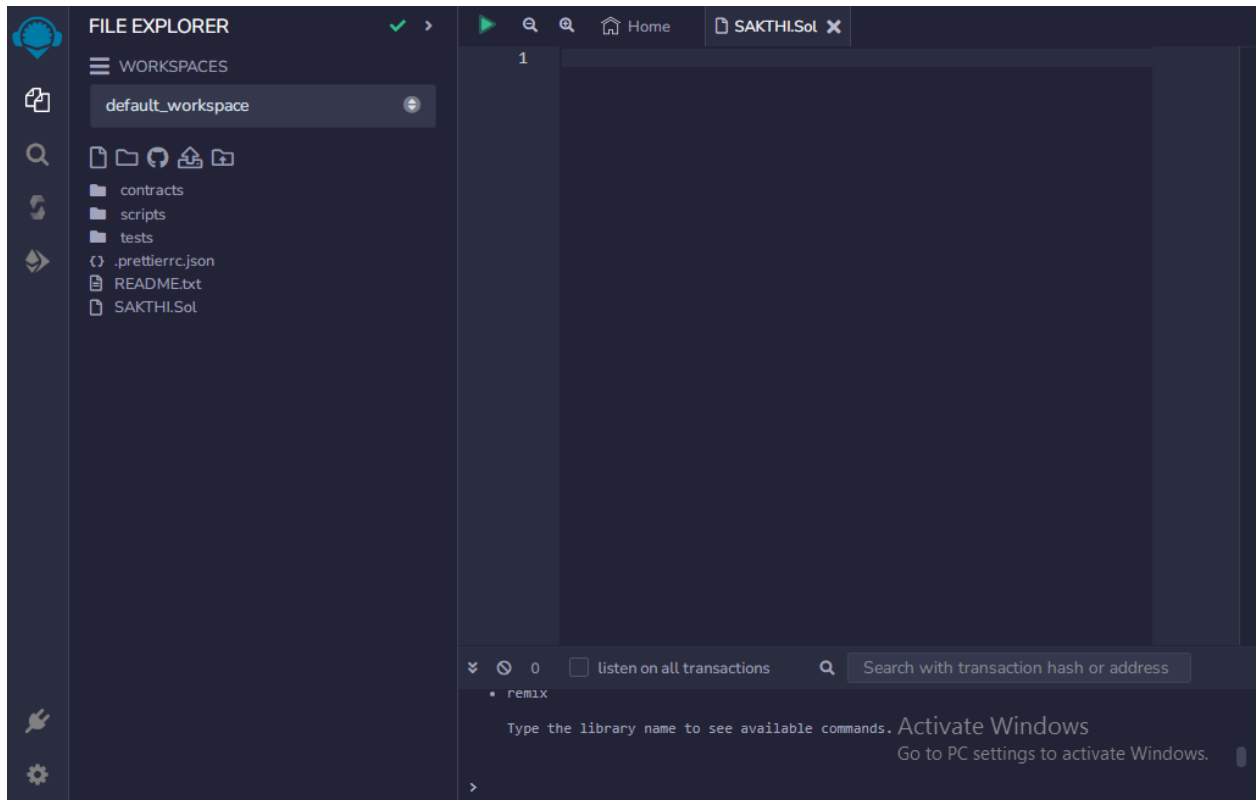 FILE EXPLORER
WORKSPACES
default_workspace
contracts
scripts
tests
{} .prettierrc.json
README.txt
SAKTHI.Sol
Home
SAKTHI.Sol
1
0 listen on all transactions Search with transaction hash or address
• remix
Type the library name to see available commands.
Activate Windows
Go to PC settings to activate Windows.
>